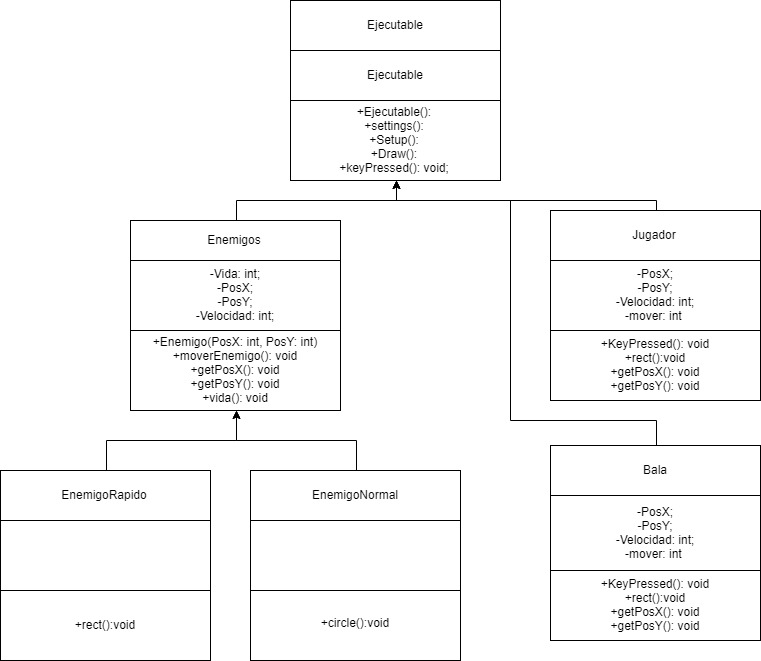 Ejecutable
Ejecutable
+Ejecutable():
+settings():
+Setup():
+Draw():
+keyPressed(): void;
Enemigos
-Vida: int;
-PosX;
-PosY;
-Velocidad: int;
+Enemigo(PosX: int, PosY: int)
+moverEnemigo(): void
+getPosX(): void
+getPosY(): void
+vida(): void
Jugador
-PosX;
-PosY;
-Velocidad: int;
-mover: int
+KeyPressed(): void
+rect():void
+getPosX(): void
+getPosY(): void
EnemigoRapido
+rect():void
EnemigoNormal
+circle():void
Bala
-PosX;
-PosY;
-Velocidad: int;
-mover: int
+KeyPressed(): void
+rect():void
+getPosX(): void
+getPosY(): void